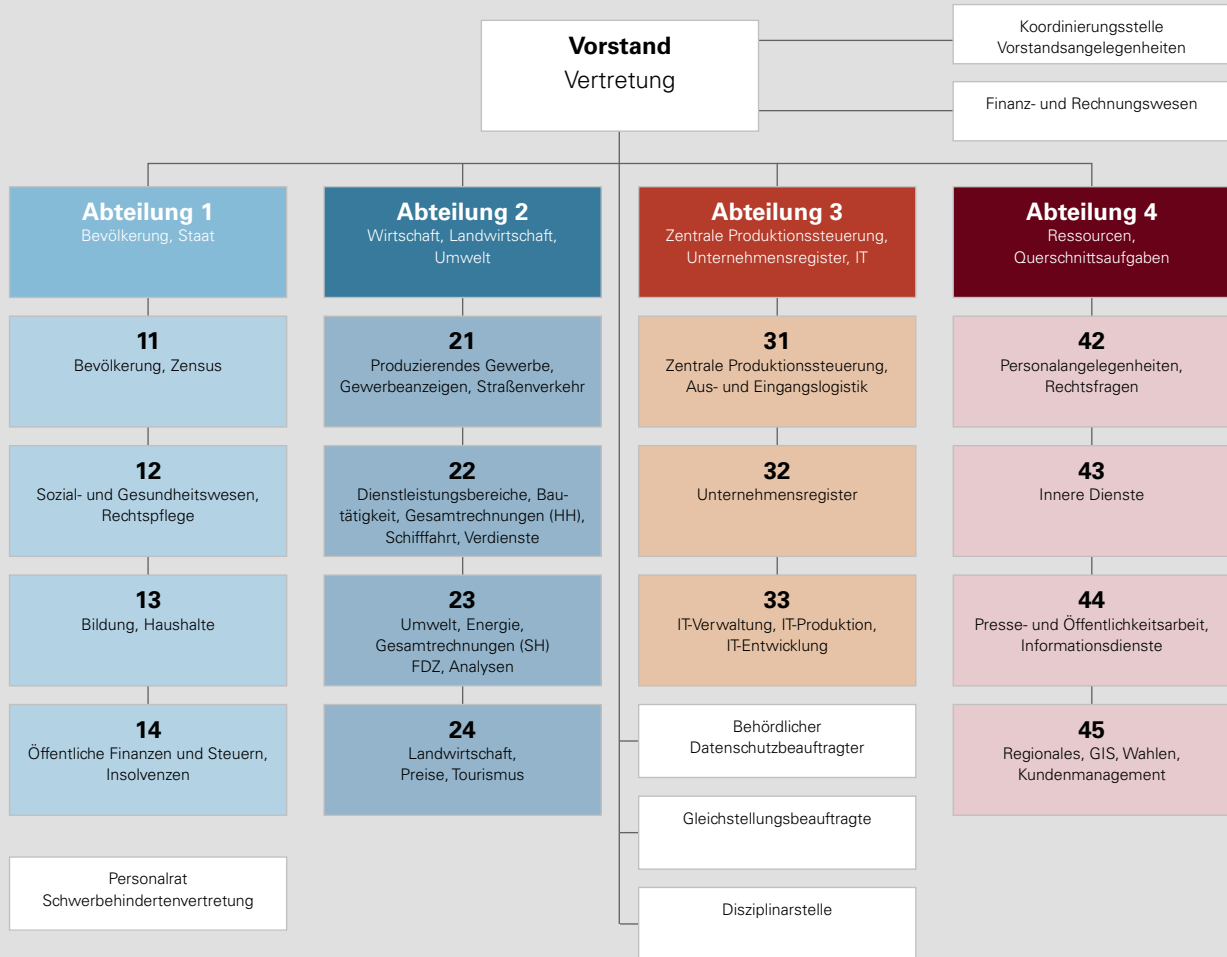 Vorstand
Vertretung
Koordinierungsstelle
Vorstandsangelegenheiten
Finanz- und Rechnungswesen
Abteilung 1
Bevölkerung, Staat
11
Bevölkerung, Zensus
12
Sozial- und Gesundheitswesen,
Rechtspflege
13
Bildung, Haushalte
14
Öffentliche Finanzen und Steuern,
Insolvenzen
Personalrat
Schwerbehindertenvertretung
Abteilung 2
Wirtschaft, Landwirtschaft,
Umwelt
21
Produzierendes Gewerbe,
Gewerbeanzeigen, Straßenverkehr
22
Dienstleistungsbereiche, Bau-
tätigkeit, Gesamtrechnungen (HH),
Schifffahrt, Verdienste
23
Umwelt, Energie,
Gesamtrechnungen (SH)
FDZ, Analysen
24
Landwirtschaft,
Preise, Tourismus
Abteilung 3
Zentrale Produktionssteuerung,
Unternehmensregister, IT
31
Zentrale Produktionssteuerung,
Aus- und Eingangslogistik
32
Unternehmensregister
33
IT-Verwaltung, IT-Produktion,
IT-Entwicklung
Behördlicher
Datenschutzbeauftragter
Gleichstellungsbeauftragte
Disziplinarstelle
Abteilung 4
Ressourcen,
Querschnittsaufgaben
42
Personalangelegenheiten,
Rechtsfragen
43
Innere Dienste
44
Presse- und Öffentlichkeitsarbeit,
Informationsdienste
45
Regionales, GIS, Wahlen,
Kundenmanagement